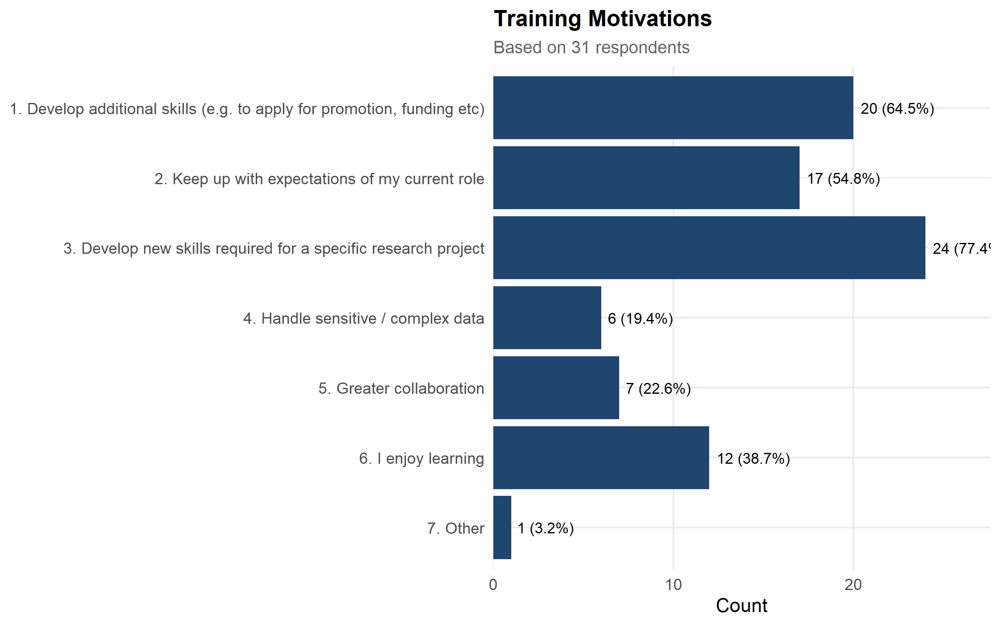 Training Motivations
Based on 31 respondents
1. Develop additional skills (e.g. to apply for promotion, funding etc) 20 (64.5%)
2. Keep up with expectations of my current role 17 (54.8%)
3. Develop new skills required for a specific research project 24 (77.4
4. Handle sensitive / complex data 6 (19.4%)
5. Greater collaboration 7 (22.6%)
6. I enjoy learning 12 (38.7%)
7. Other 1 (3.2%)
0 10 20
Count